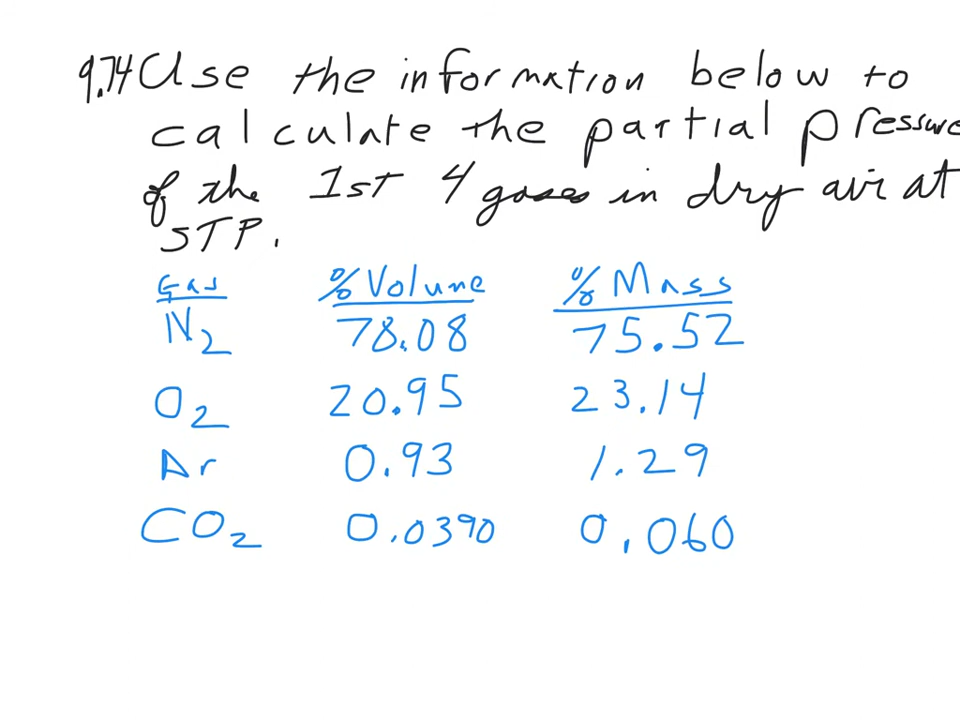 9.74 Use the information below to
calculate the partial pressure
of the 1st 4 gases in dry air at
STP.
Gas % Volume % Mass
N2 78.08 75.52
O2 20.95 23.14
Ar 0.93 1.29
CO2 0.0390 0.060